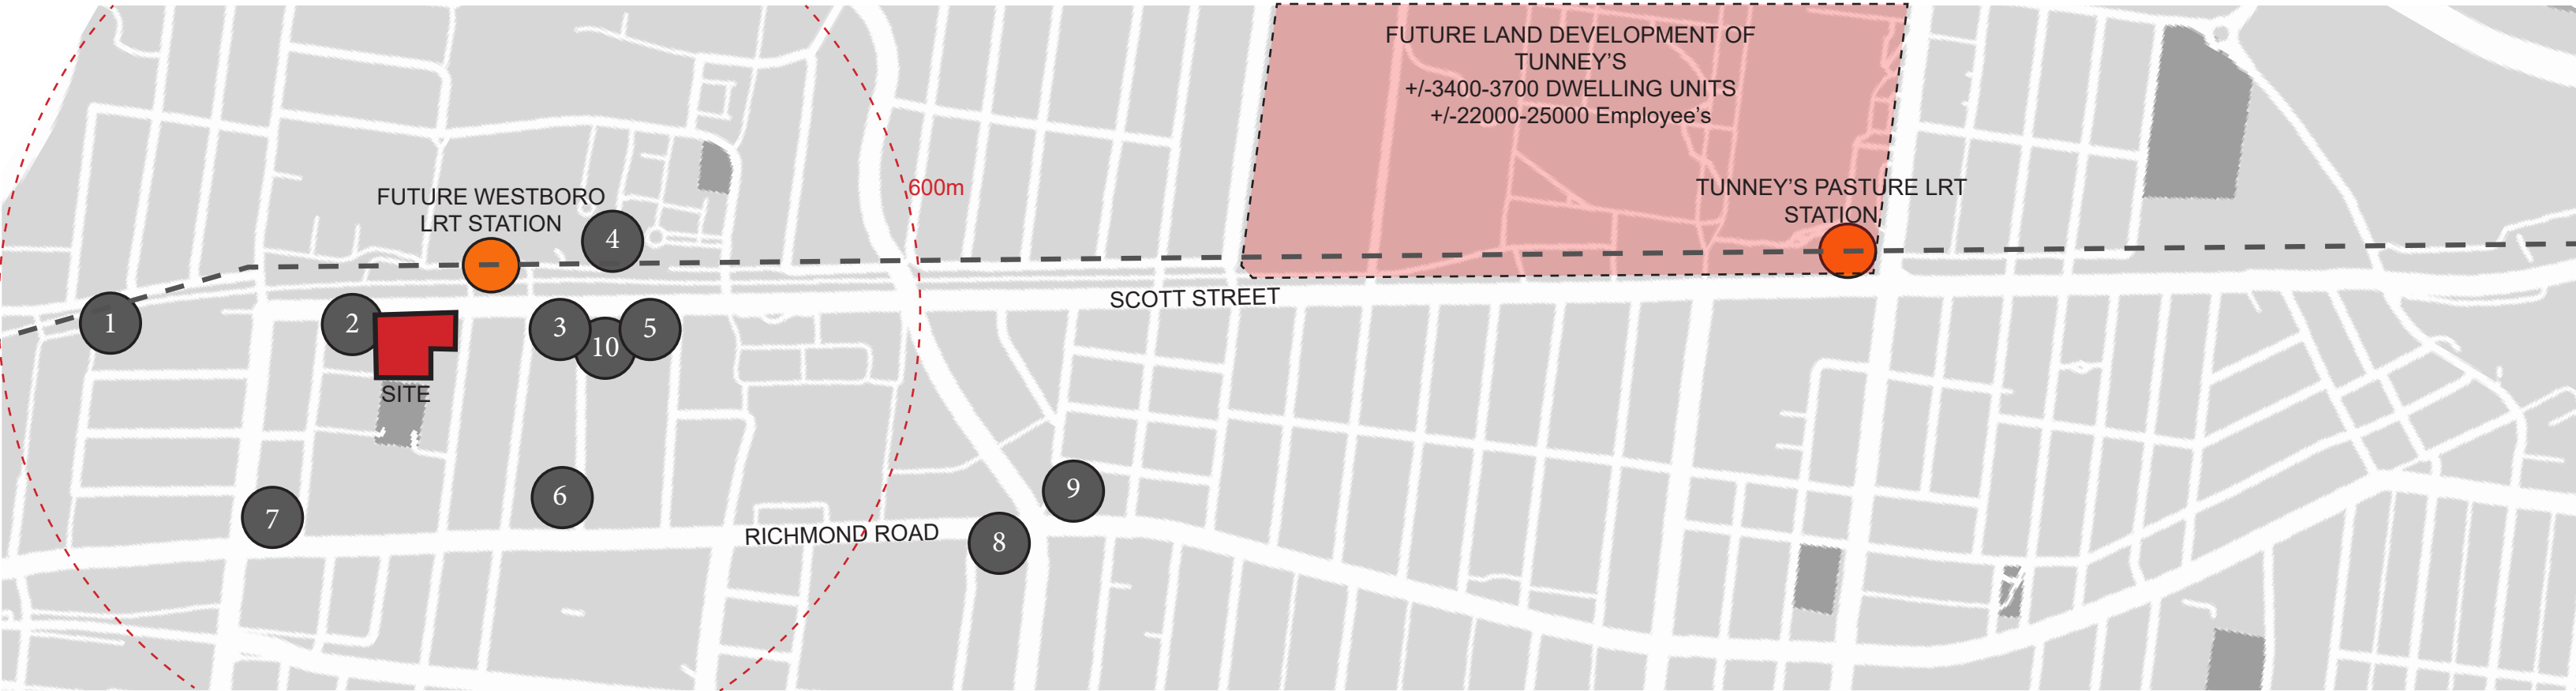 FUTURE LAND DEVELOPMENT OF
TUNNEY'S
+/-3400-3700 DWELLING UNITS
+/-22000-25000 Employee's
600m
FUTURE WESTBORO
LRT STATION
TUNNEY'S PASTURE LRT
STATION
4
SCOTT STREET
1
2
3
10
5
SITE
7
6
9
8
RICHMOND ROAD